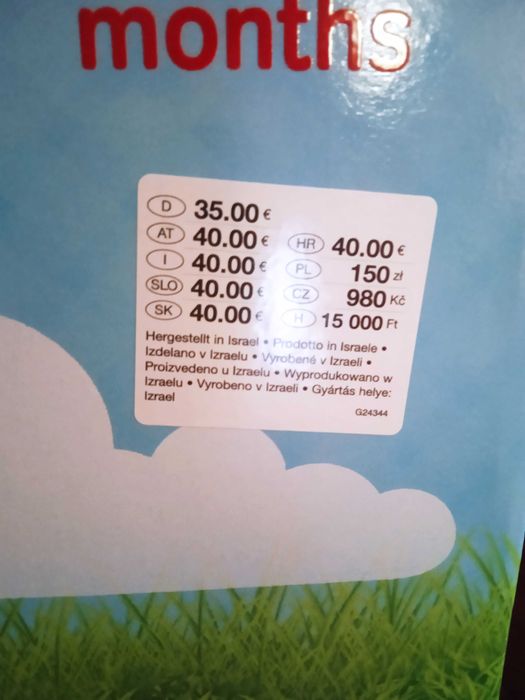 months
D 35.00 €
AT 40.00 €
I 40.00 €
SLO 40.00 €
SK 40.00 €
HR 40.00 €
PL 150 zł
CZ 980 Kč
H 15 000 Ft
Hergestellt in Israel • Prodotto in Israele •
Izdelano v Izraelu • Vyrobené v Izraeli •
Proizvedeno u Izraelu • Wyprodukowano w
Izraelu • Vyrobeno v Izraeli • Gyártás helye:
Izrael
G24344